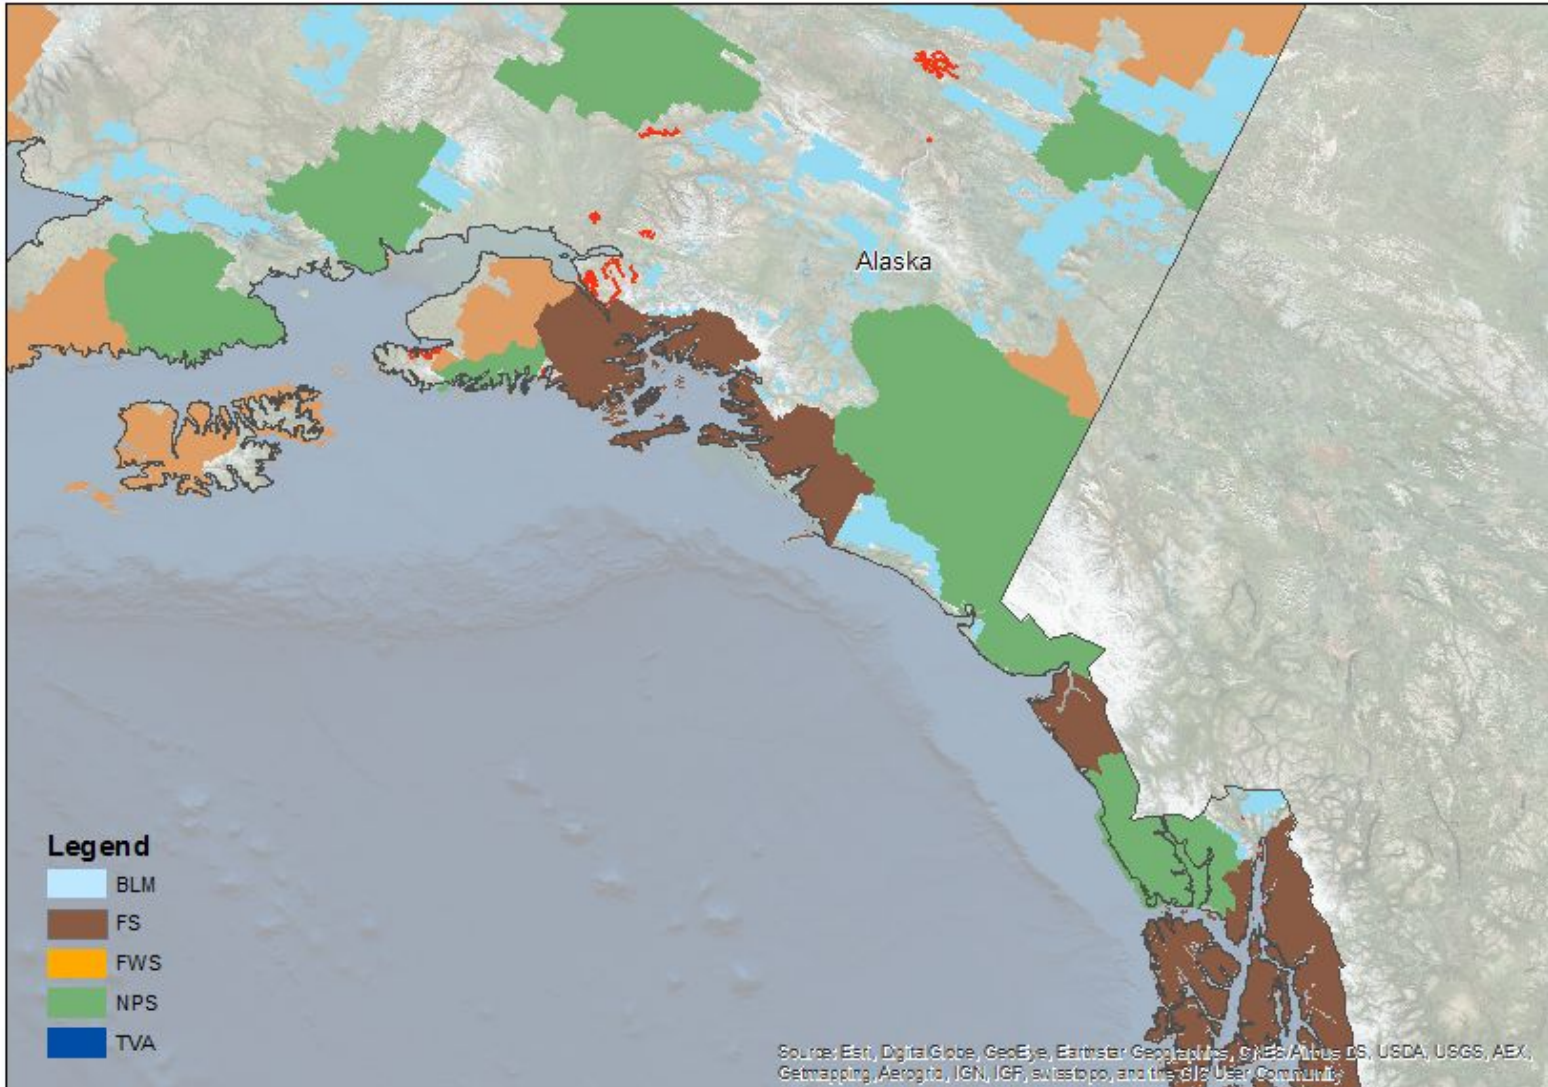 Alaska
Legend
BLM
FS
FWS
NPS
TVA
Source: Esri, DigitalGlobe, GeoEye, Earthstar Geographics, CNES/Airbus DS, USDA, USGS, AEX,
Getmapping, Aerogrid, IGN, IGP, swisstopo, and the GIS User Community